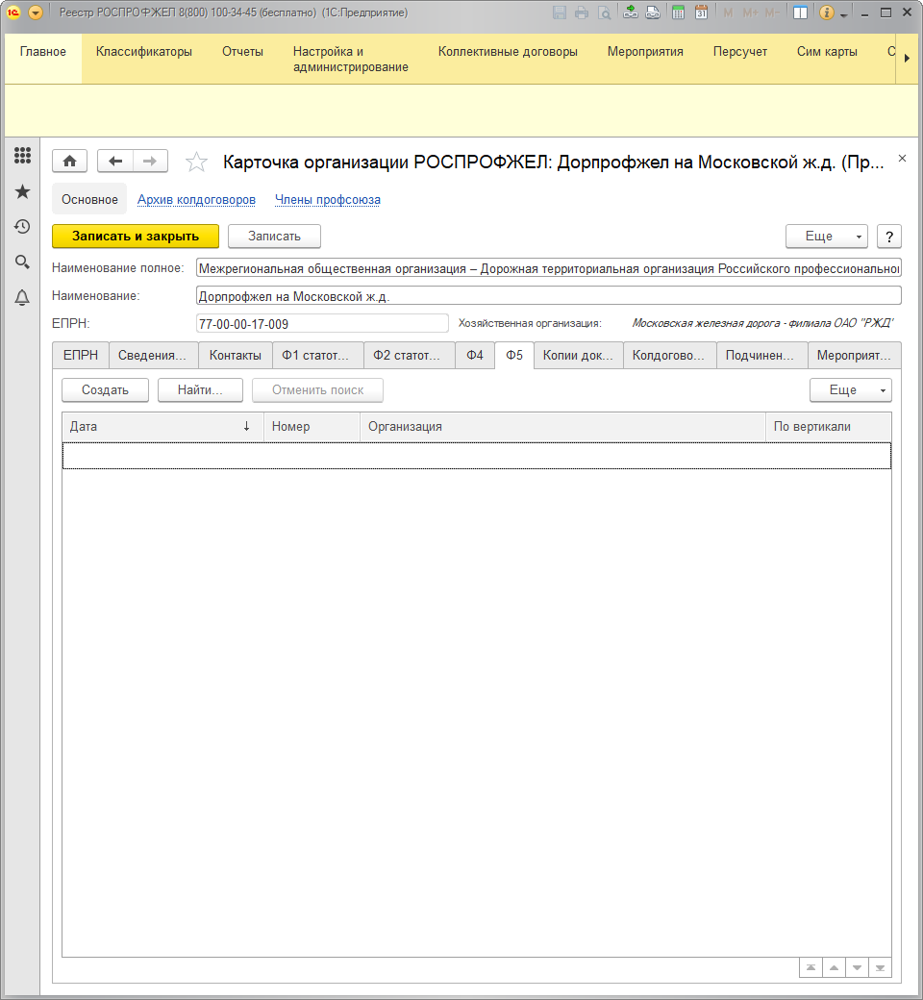 Реестр РОСПРОФЖЕЛ 8(800) 100-34-45 (бесплатно) (1С:Предприятие)
M M+ M-
Главное Классификаторы Отчеты Настройка и администрирование Коллективные договоры Мероприятия Персучет Сим карты С
Карточка организации РОСПРОФЖЕЛ: Дорпрофжел на Московской ж.д. (Пр...
Основное Архив колдоговоров Члены профсоюза
Записать и закрыть Записать Еще ?
Наименование полное: Межрегиональная общественная организация – Дорожная территориальная организация Российского профессионально
Наименование: Дорпрофжел на Московской ж.д.
ЕПРН: 77-00-00-17-009 Хозяйственная организация: Московская железная дорога - филиала ОАО "РЖД"
ЕПРН Сведения... Контакты Ф1 статот... Ф2 статот... Ф4 Ф5 Копии док... Колдогово... Подчинен... Мероприят...
Создать Найти... Отменить поиск Еще
Дата ↓ Номер Организация По вертикали